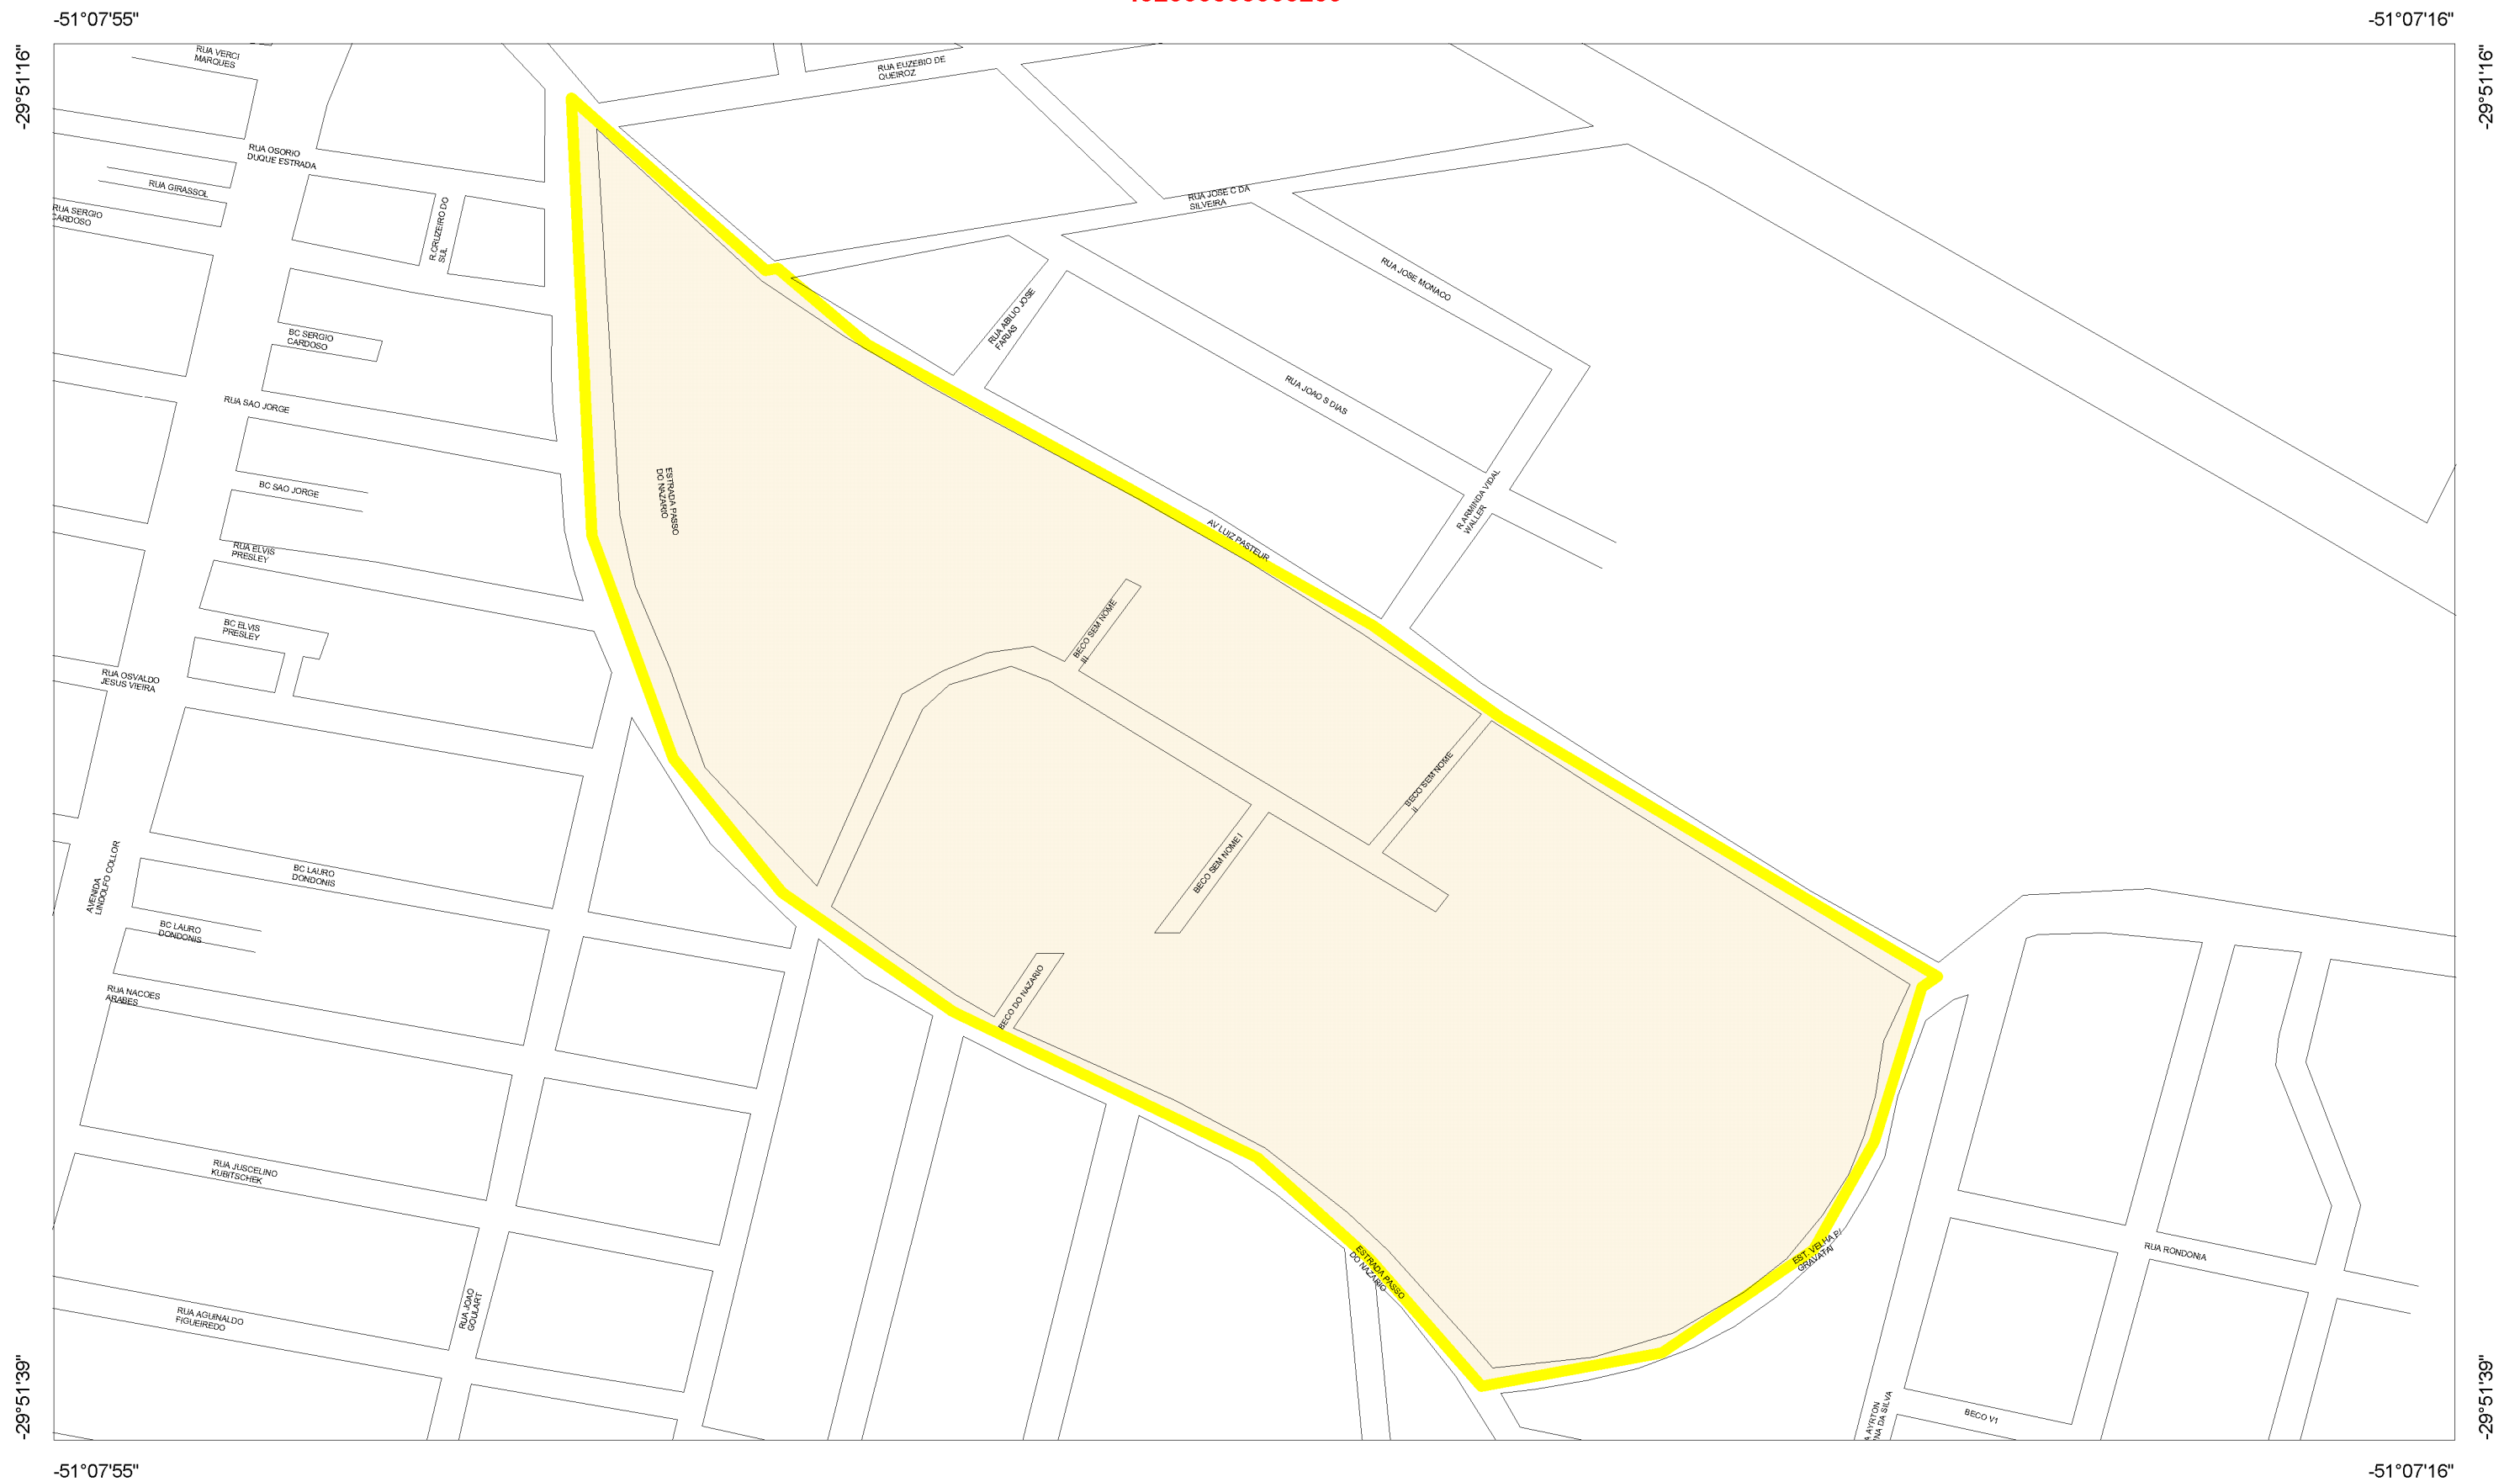 -51°07'55"
-51°07'16"
-29°51'16"
-29°51'16"
RUA VERCI
MARQUES
RUA EUZEBIO DE
QUEIROZ
RUA OSORIO
DUQUE ESTRADA
RUA GIRASSOL
RUA SERGIO
CARDOSO
R.CRUZEIRO DO
SUL
RUA JOSE C DA
SILVEIRA
RUA JOSE MONACO
RUA ABILIO JOSE
FARIAS
BC SERGIO
CARDOSO
RUA JOAO S DIAS
RUA SAO JORGE
BC SAO JORGE
ESTRADA PASSO
DO NAZARIO
R ARMINDA VIDAL
WALLER
AV LUIZ PASTEUR
RUA ELVIS
PRESLEY
BC ELVIS
PRESLEY
BECO SEM NOME
III
RUA OSVALDO
JESUS VIEIRA
BECO SEM NOME
II
BECO SEM NOME I
AVENIDA
LINDOLFO COLLOR
BC LAURO
DONDONIS
BC LAURO
DONDONIS
BECO DO NAZARIO
RUA NACOES
ARABES
RUA JUSCELINO
KUBITSCHEK
EST. VELHA P/
GRAVATAI
RUA RONDONIA
ESTRADA PASSO
DO NAZARIO
RUA JOAO
GOULART
RUA AGUINALDO
FIGUEIREDO
AYRTON
DA SILVA
BECO V1
-29°51'39"
-29°51'39"
-51°07'55"
-51°07'16"